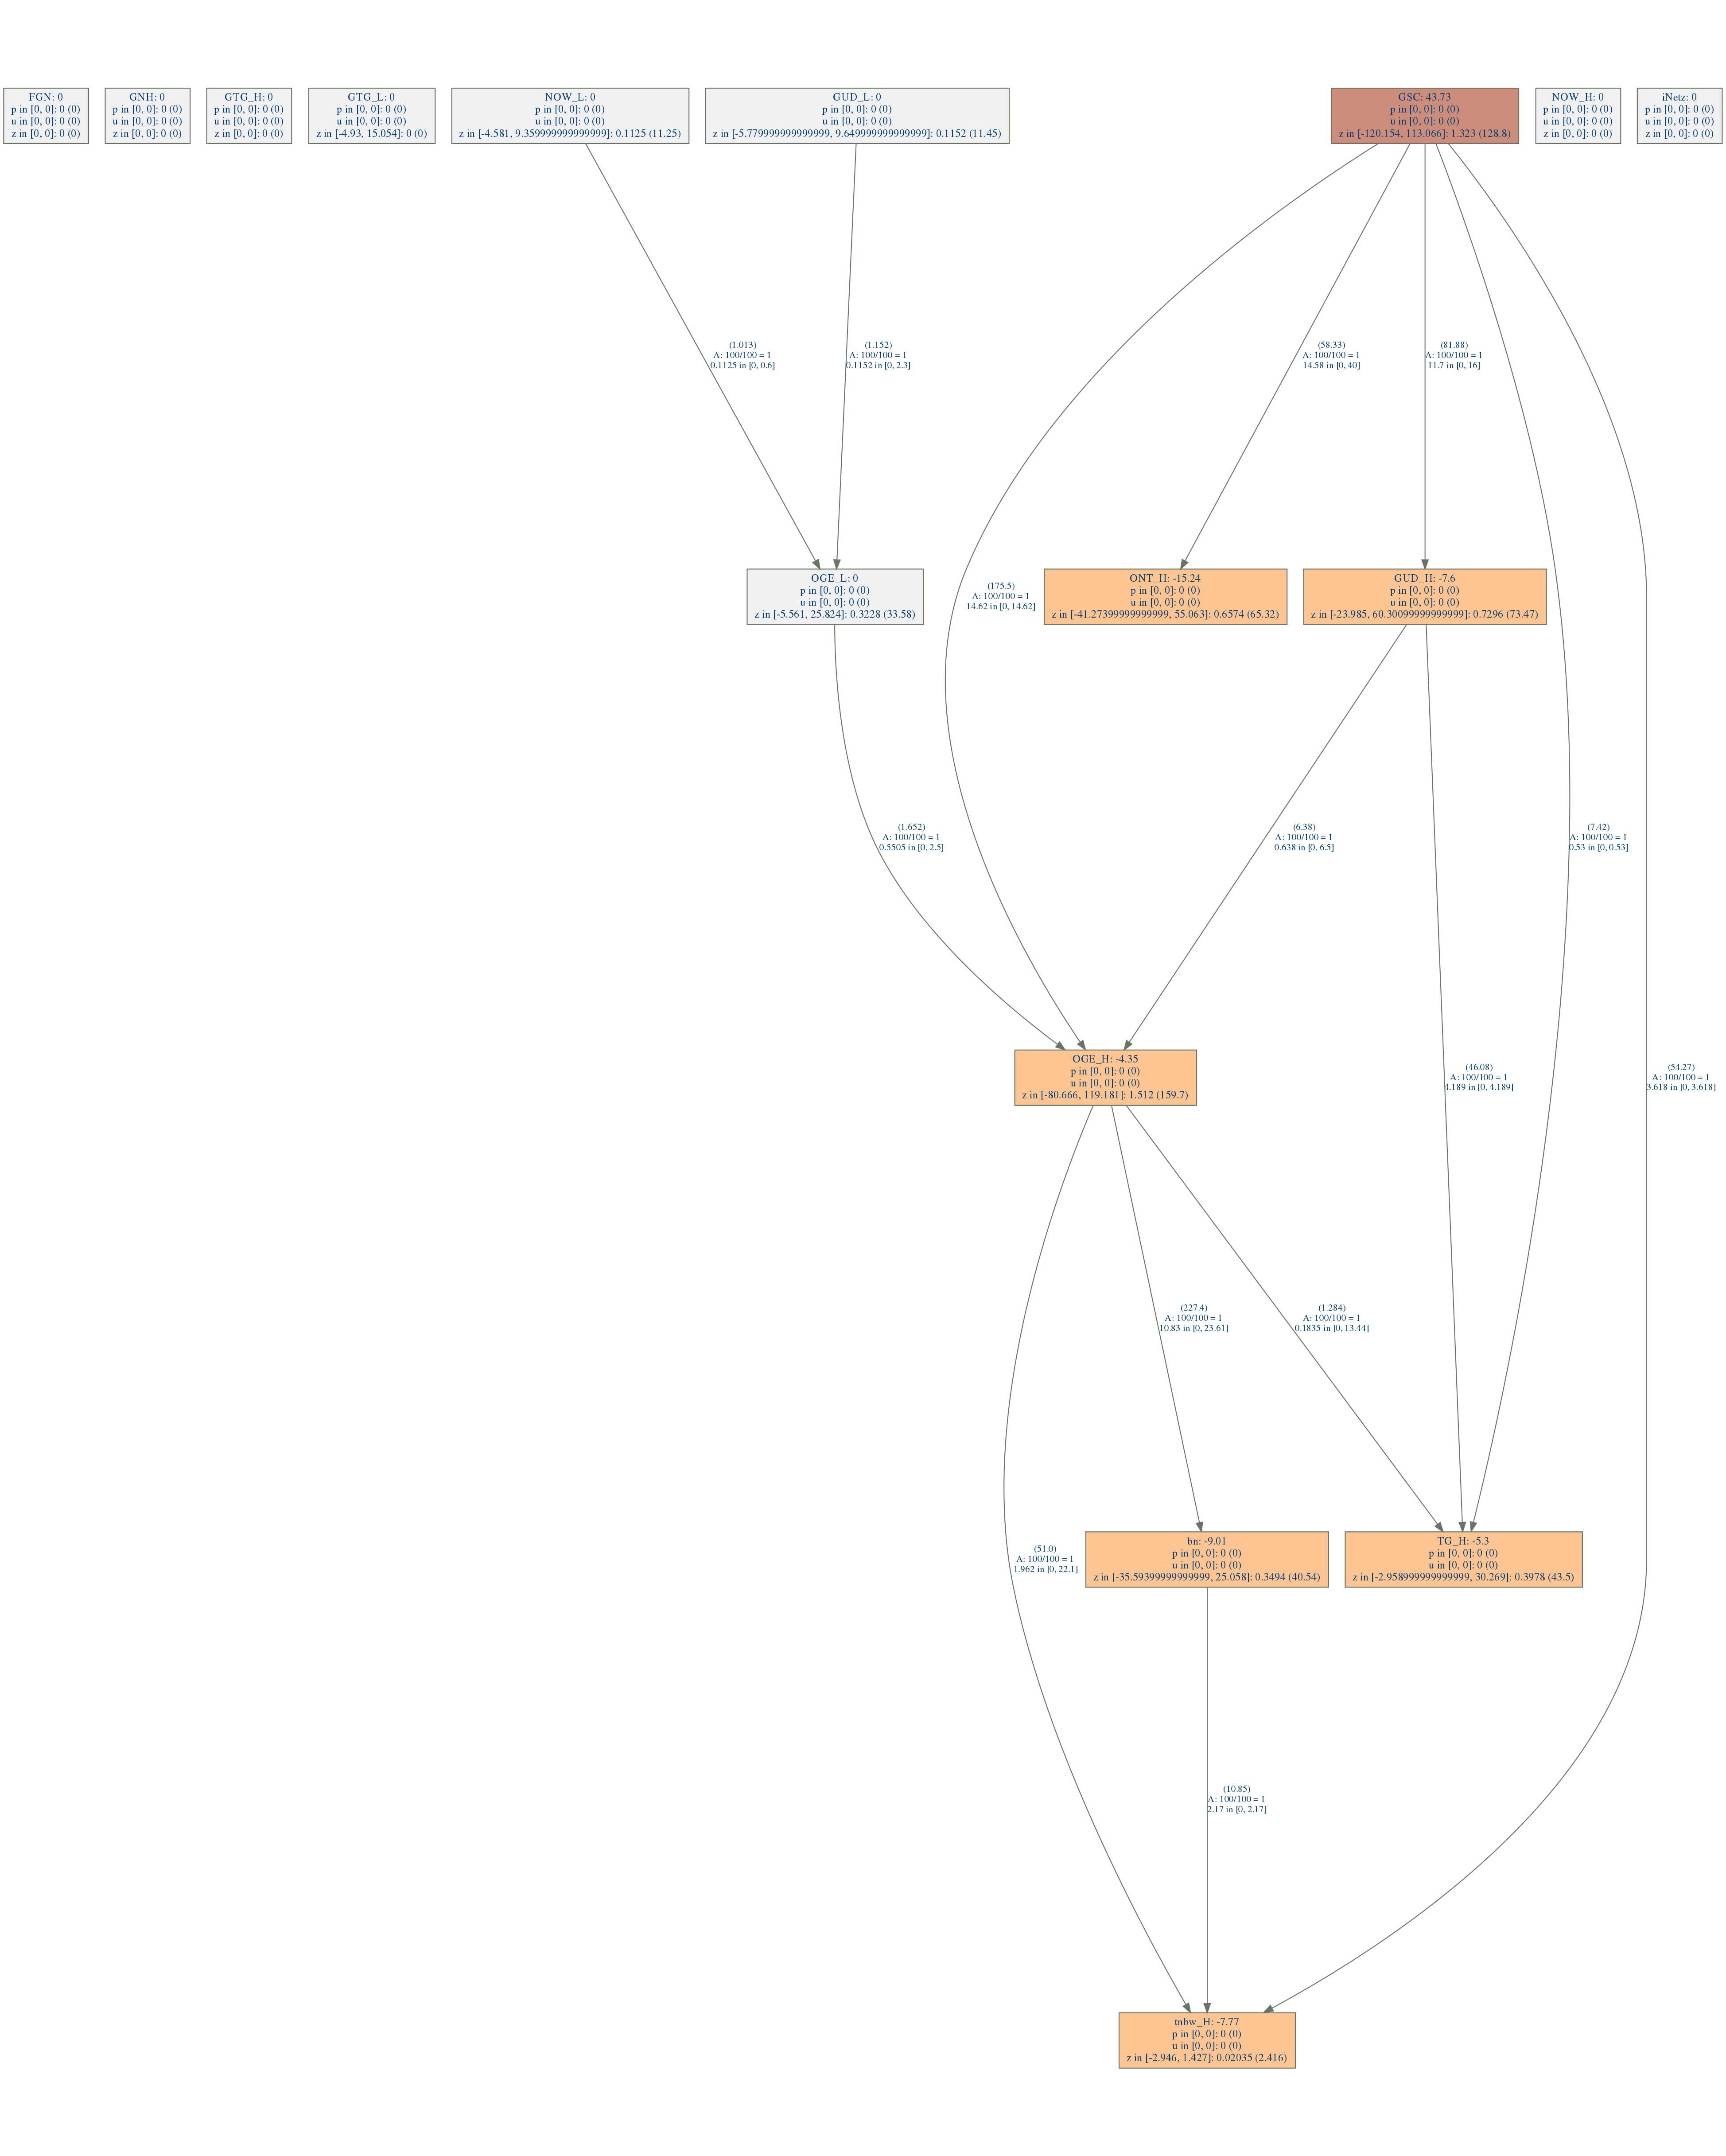 FGN: 0
p in [0, 0]: 0 (0)
u in [0, 0]: 0 (0)
z in [0, 0]: 0 (0)
GNH: 0
p in [0, 0]: 0 (0)
u in [0, 0]: 0 (0)
z in [0, 0]: 0 (0)
GTG_H: 0
p in [0, 0]: 0 (0)
u in [0, 0]: 0 (0)
z in [0, 0]: 0 (0)
GTG_L: 0
p in [0, 0]: 0 (0)
u in [0, 0]: 0 (0)
z in [-4.93, 15.054]: 0 (0)
NOW_L: 0
p in [0, 0]: 0 (0)
u in [0, 0]: 0 (0)
z in [-4.581, 9.359999999999999]: 0.1125 (11.25)
GUD_L: 0
p in [0, 0]: 0 (0)
u in [0, 0]: 0 (0)
z in [-5.779999999999999, 9.649999999999999]: 0.1152 (11.45)
GSC: 43.73
p in [0, 0]: 0 (0)
u in [0, 0]: 0 (0)
z in [-120.154, 113.066]: 1.323 (128.8)
NOW_H: 0
p in [0, 0]: 0 (0)
u in [0, 0]: 0 (0)
z in [0, 0]: 0 (0)
iNetz: 0
p in [0, 0]: 0 (0)
u in [0, 0]: 0 (0)
z in [0, 0]: 0 (0)
(1.013)
A: 100/100 = 1
0.1125 in [0, 0.6]
(1.152)
A: 100/100 = 1
0.1152 in [0, 2.3]
(58.33)
A: 100/100 = 1
14.58 in [0, 40]
(81.88)
A: 100/100 = 1
11.7 in [0, 16]
OGE_L: 0
p in [0, 0]: 0 (0)
u in [0, 0]: 0 (0)
z in [-5.561, 25.824]: 0.3228 (33.58)
(175.5)
A: 100/100 = 1
14.62 in [0, 14.62]
ONT_H: -15.24
p in [0, 0]: 0 (0)
u in [0, 0]: 0 (0)
z in [-41.27399999999999, 55.063]: 0.6574 (65.32)
GUD_H: -7.6
p in [0, 0]: 0 (0)
u in [0, 0]: 0 (0)
z in [-23.985, 60.30099999999999]: 0.7296 (73.47)
(1.652)
A: 100/100 = 1
0.5505 in [0, 2.5]
(6.38)
A: 100/100 = 1
0.638 in [0, 6.5]
(7.42)
A: 100/100 = 1
0.53 in [0, 0.53]
OGE_H: -4.35
p in [0, 0]: 0 (0)
u in [0, 0]: 0 (0)
z in [-80.666, 119.181]: 1.512 (159.7)
(46.08)
A: 100/100 = 1
4.189 in [0, 4.189]
(54.27)
A: 100/100 = 1
3.618 in [0, 3.618]
(227.4)
A: 100/100 = 1
10.83 in [0, 23.61]
(1.284)
A: 100/100 = 1
0.1835 in [0, 13.44]
(51.0)
A: 100/100 = 1
1.962 in [0, 22.1]
bn: -9.01
p in [0, 0]: 0 (0)
u in [0, 0]: 0 (0)
z in [-35.59399999999999, 25.058]: 0.3494 (40.54)
TG_H: -5.3
p in [0, 0]: 0 (0)
u in [0, 0]: 0 (0)
z in [-2.958999999999999, 30.269]: 0.3978 (43.5)
(10.85)
A: 100/100 = 1
2.17 in [0, 2.17]
tnbw_H: -7.77
p in [0, 0]: 0 (0)
u in [0, 0]: 0 (0)
z in [-2.946, 1.427]: 0.02035 (2.416)